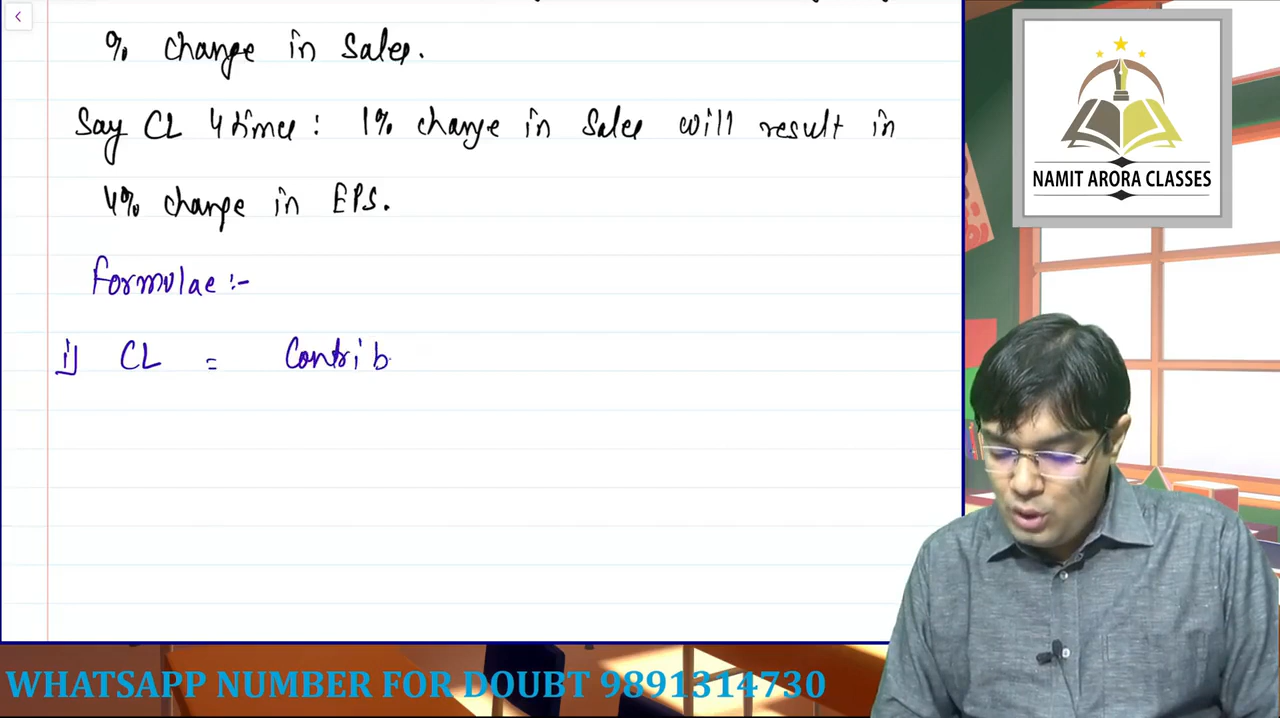 % change in Sales.
Say CL 4 times : 1% change in Sales will result in
4% change in EPS.
Formulae :-
1) CL = Contrib
NAMIT ARORA CLASSES
WHATSAPP NUMBER FOR DOUBT 9891314730